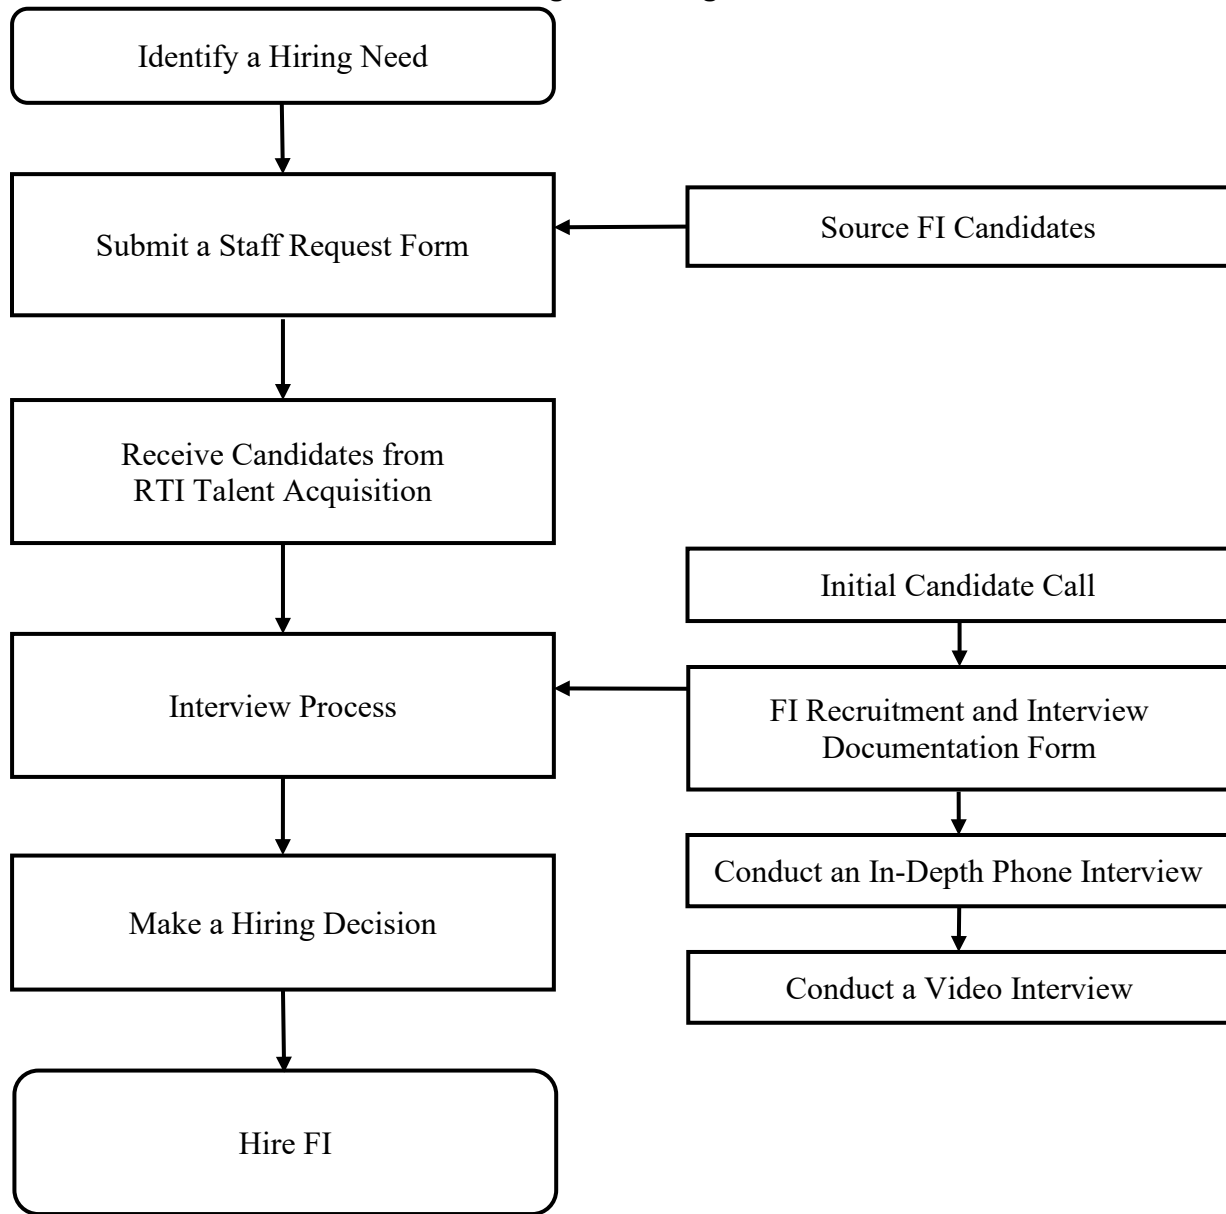 Identify a Hiring Need
Submit a Staff Request Form
Source FI Candidates
Receive Candidates from
RTI Talent Acquisition
Initial Candidate Call
Interview Process
FI Recruitment and Interview
Documentation Form
Conduct an In-Depth Phone Interview
Make a Hiring Decision
Conduct a Video Interview
Hire FI